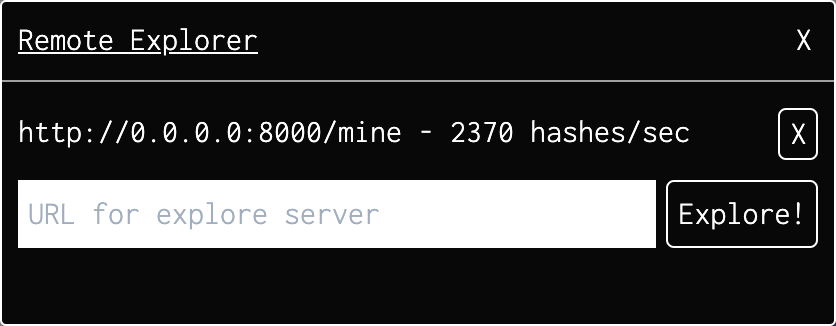 Remote Explorer X
http://0.0.0.0:8000/mine - 2370 hashes/sec X
URL for explore server Explore!